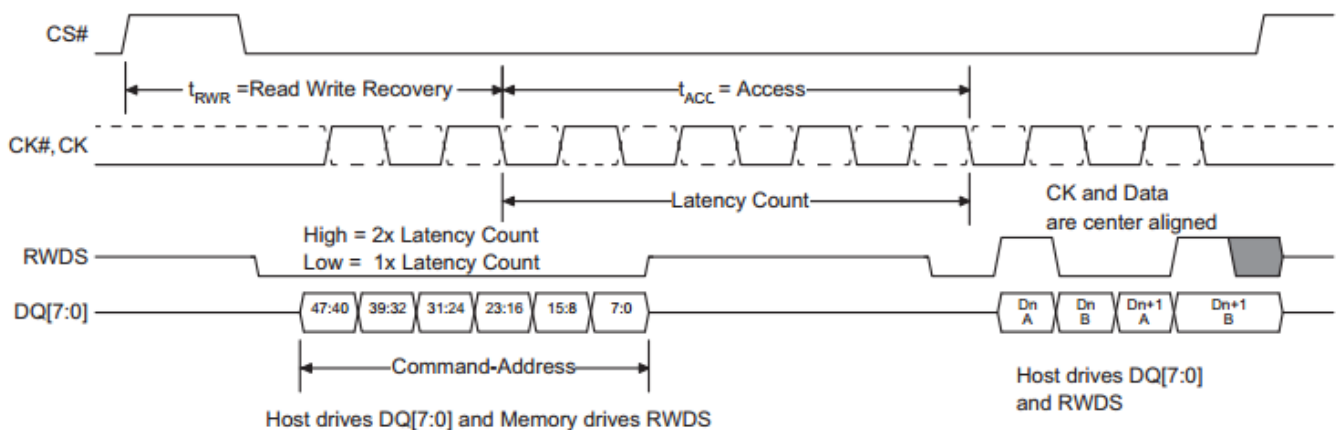 CS#
tRWR =Read Write Recovery
tACC = Access
CK#, CK
Latency Count
CK and Data
are center aligned
High = 2x Latency Count
Low = 1x Latency Count
RWDS
DQ[7:0]
47:40 39:32 31:24 23:16 15:8 7:0
Dn A
Dn B
Dn+1 A
Dn+1 B
Command-Address
Host drives DQ[7:0]
and RWDS
Host drives DQ[7:0] and Memory drives RWDS